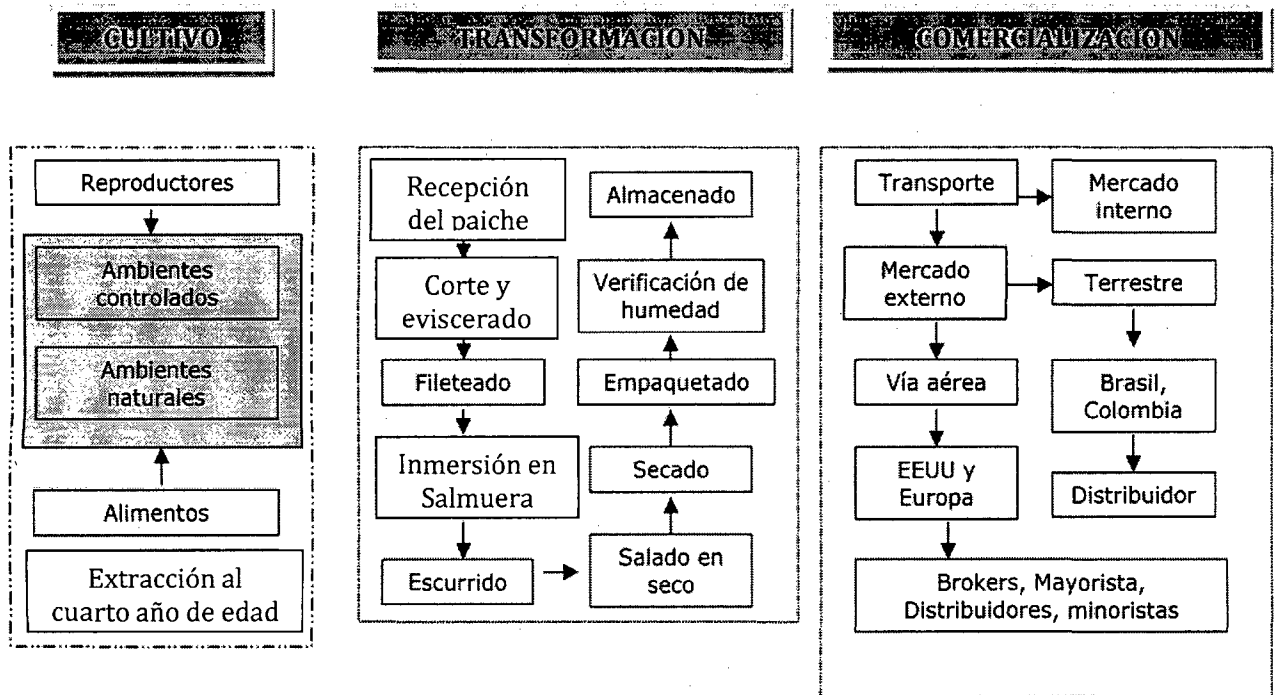 CULTIVO
TRANSFORMACION
COMERCIALIZACION
Reproductores
Ambientes
controlados
Ambientes
naturales
Alimentos
Extracción al
cuarto año de edad
Recepción
del paiche
Corte y
eviscerado
Fileteado
Inmersión en
Salmuera
Escurrido
Salado en
seco
Secado
Empaquetado
Verificación de
humedad
Almacenado
Transporte
Mercado
interno
Mercado
externo
Terrestre
Vía aérea
Brasil,
Colombia
EEUU y
Europa
Distribuidor
Brokers, Mayorista,
Distribuidores, minoristas